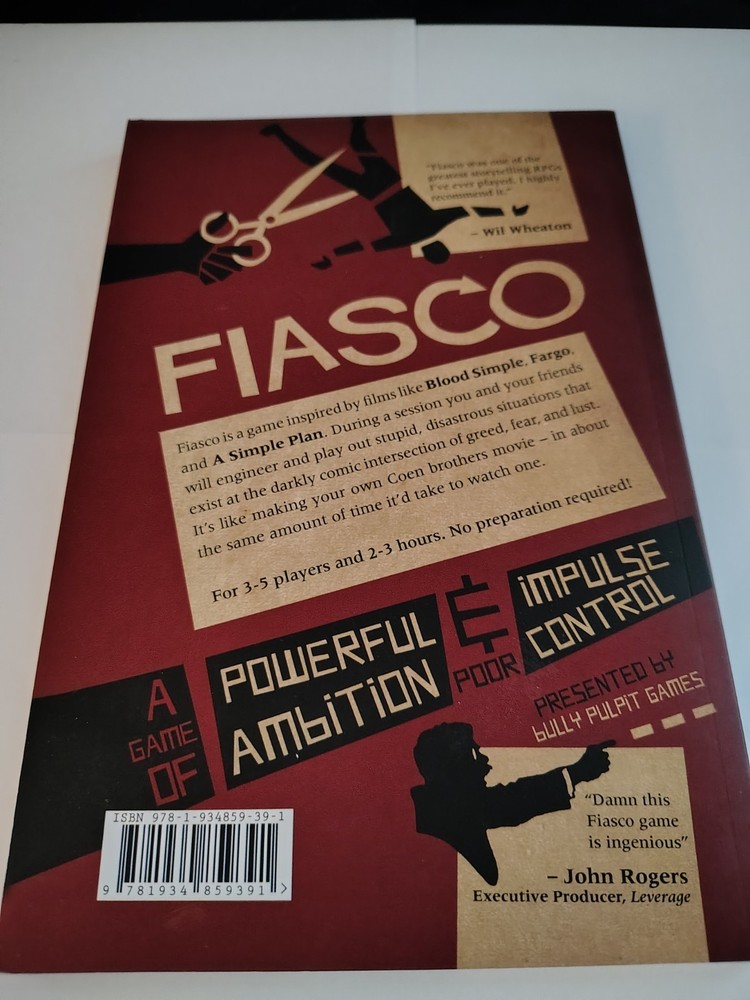 "Fiasco was one of the
greatest storytelling RPGs
I've ever played. I highly
recommend it."
– Wil Wheaton
FIASCO
Fiasco is a game inspired by films like Blood Simple, Fargo,
and A Simple Plan. During a session you and your friends
will engineer and play out stupid, disastrous situations that
exist at the darkly comic intersection of greed, fear, and lust.
It's like making your own Coen brothers movie – in about
the same amount of time it'd take to watch one.
For 3-5 players and 2-3 hours. No preparation required!
A
GAME
OF
POWERFUL
AMbiTiON
&
POOR
iMPULSE
CONTROL
PRESENTED bY
bULLY PULPIT GAMES
"Damn this
Fiasco game
is ingenious"
– John Rogers
Executive Producer, Leverage
ISBN 978-1-934859-39-1
9 781934 859391 >